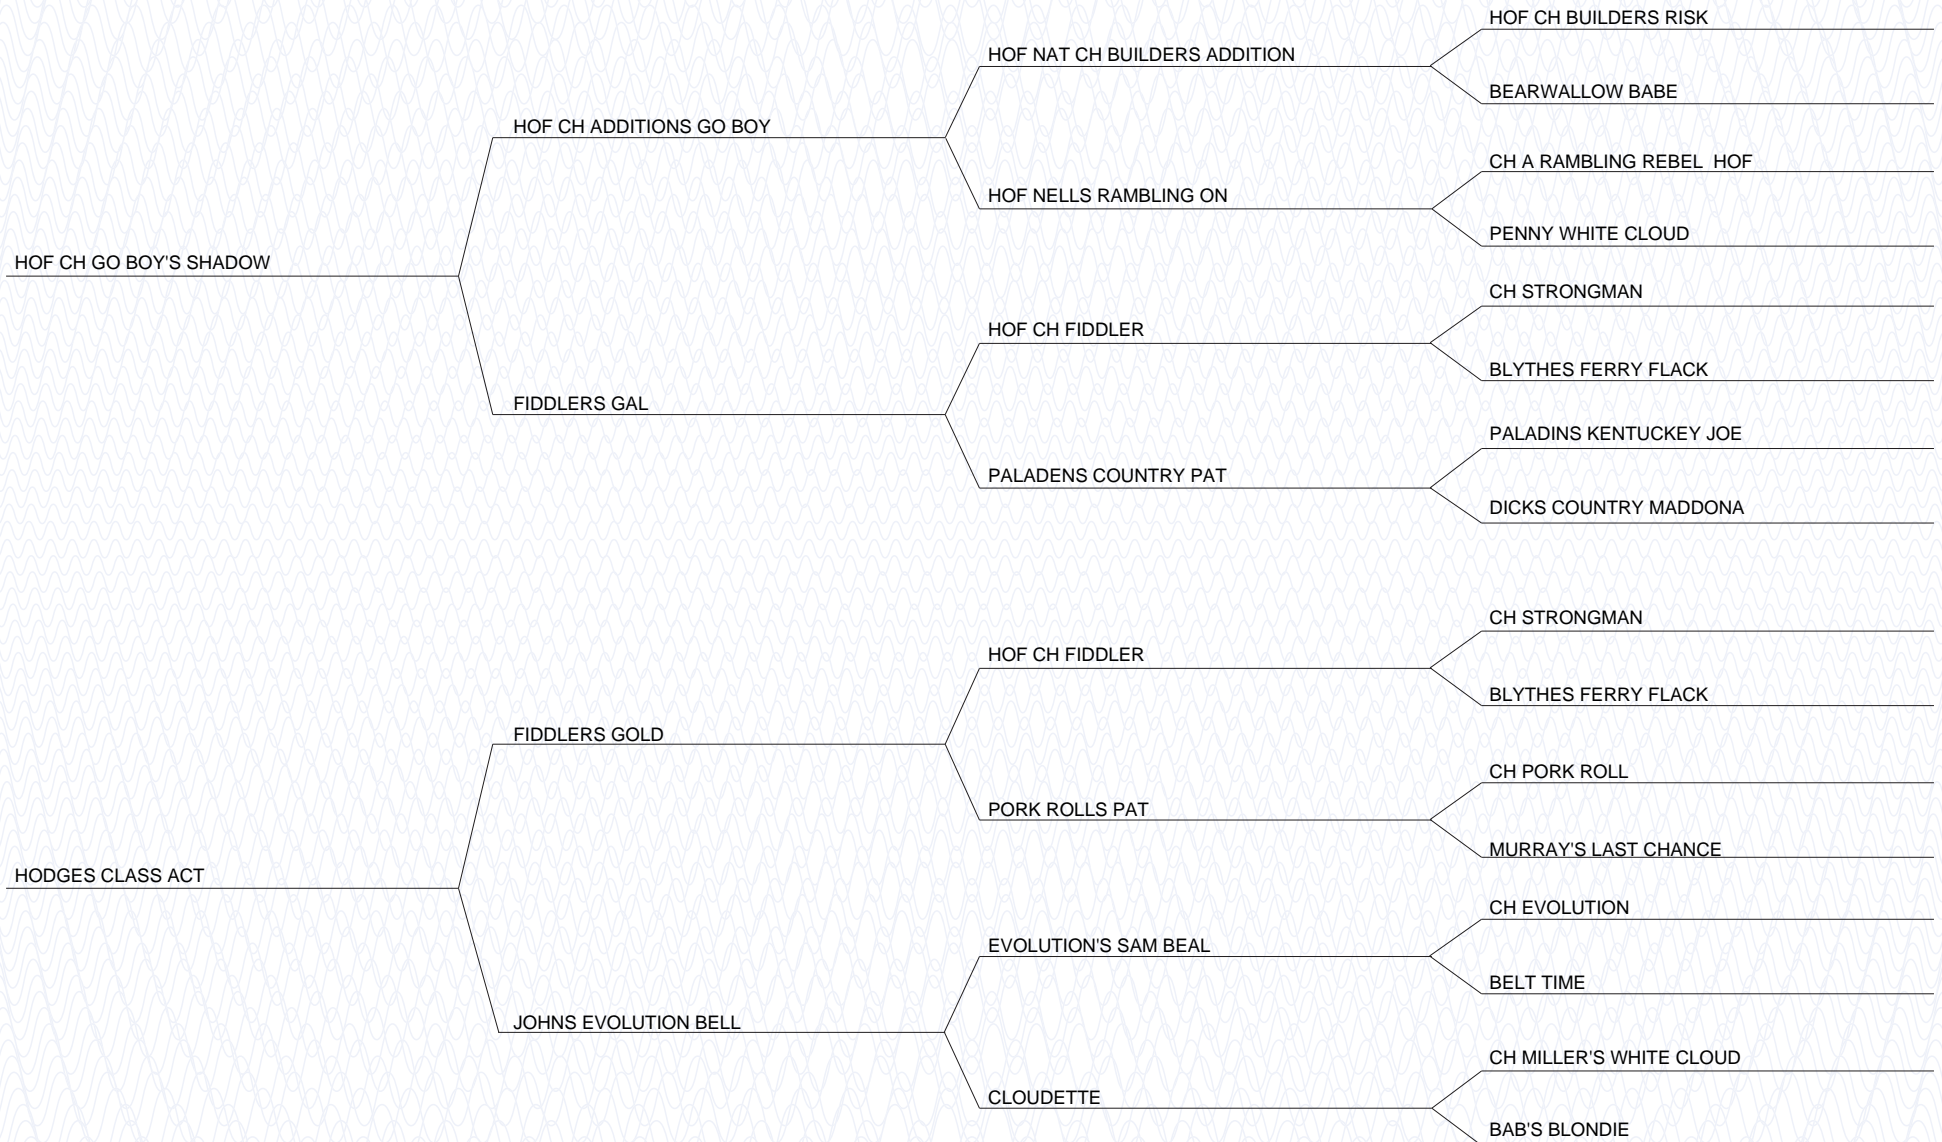 HOF CH BUILDERS RISK
HOF NAT CH BUILDERS ADDITION
BEARWALLOW BABE
HOF CH ADDITIONS GO BOY
CH A RAMBLING REBEL  HOF
HOF NELLS RAMBLING ON
PENNY WHITE CLOUD
HOF CH GO BOY'S SHADOW
CH STRONGMAN
HOF CH FIDDLER
BLYTHES FERRY FLACK
FIDDLERS GAL
PALADINS KENTUCKEY JOE
PALADENS COUNTRY PAT
DICKS COUNTRY MADDONA
CH STRONGMAN
HOF CH FIDDLER
BLYTHES FERRY FLACK
FIDDLERS GOLD
CH PORK ROLL
PORK ROLLS PAT
MURRAY'S LAST CHANCE
HODGES CLASS ACT
CH EVOLUTION
EVOLUTION'S SAM BEAL
BELT TIME
JOHNS EVOLUTION BELL
CH MILLER'S WHITE CLOUD
CLOUDETTE
BAB'S BLONDIE